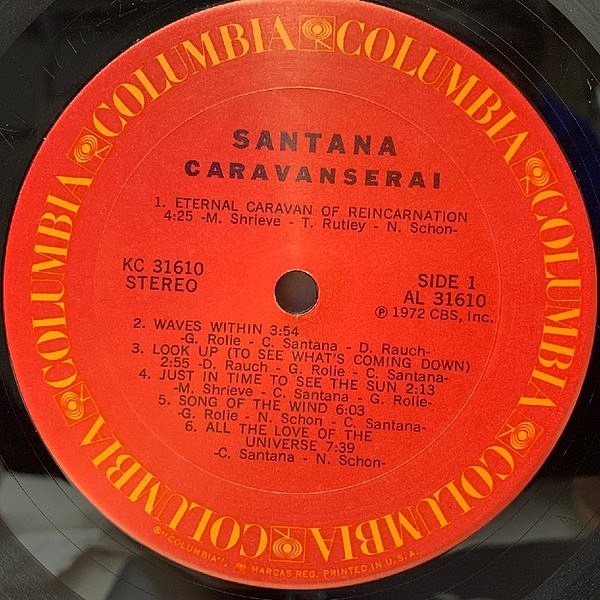 COLUMBIA COLUMBIA COLUMBIA COLUMBIA COLUMBIA COLUMBIA
SANTANA
CARAVANSERAI
1. ETERNAL CARAVAN OF REINCARNATION
4:25 -M. Shrieve - T. Rutley - N. Schon-
KC 31610
STEREO
SIDE 1
AL 31610
℗ 1972 CBS, Inc.
2. WAVES WITHIN 3:54
-G. Rolie - C. Santana - D. Rauch-
3. LOOK UP (TO SEE WHAT'S COMING DOWN)
2:55 -D. Rauch - G. Rolie - C. Santana-
4. JUST IN TIME TO SEE THE SUN 2:13
-M. Shrieve - C. Santana - G. Rolie-
5. SONG OF THE WIND 6:03
-G. Rolie - N. Schon - C. Santana-
6. ALL THE LOVE OF THE
UNIVERSE 7:39
-C. Santana - N. Schon-
®"COLUMBIA", MARCAS REG. PRINTED IN U.S.A.